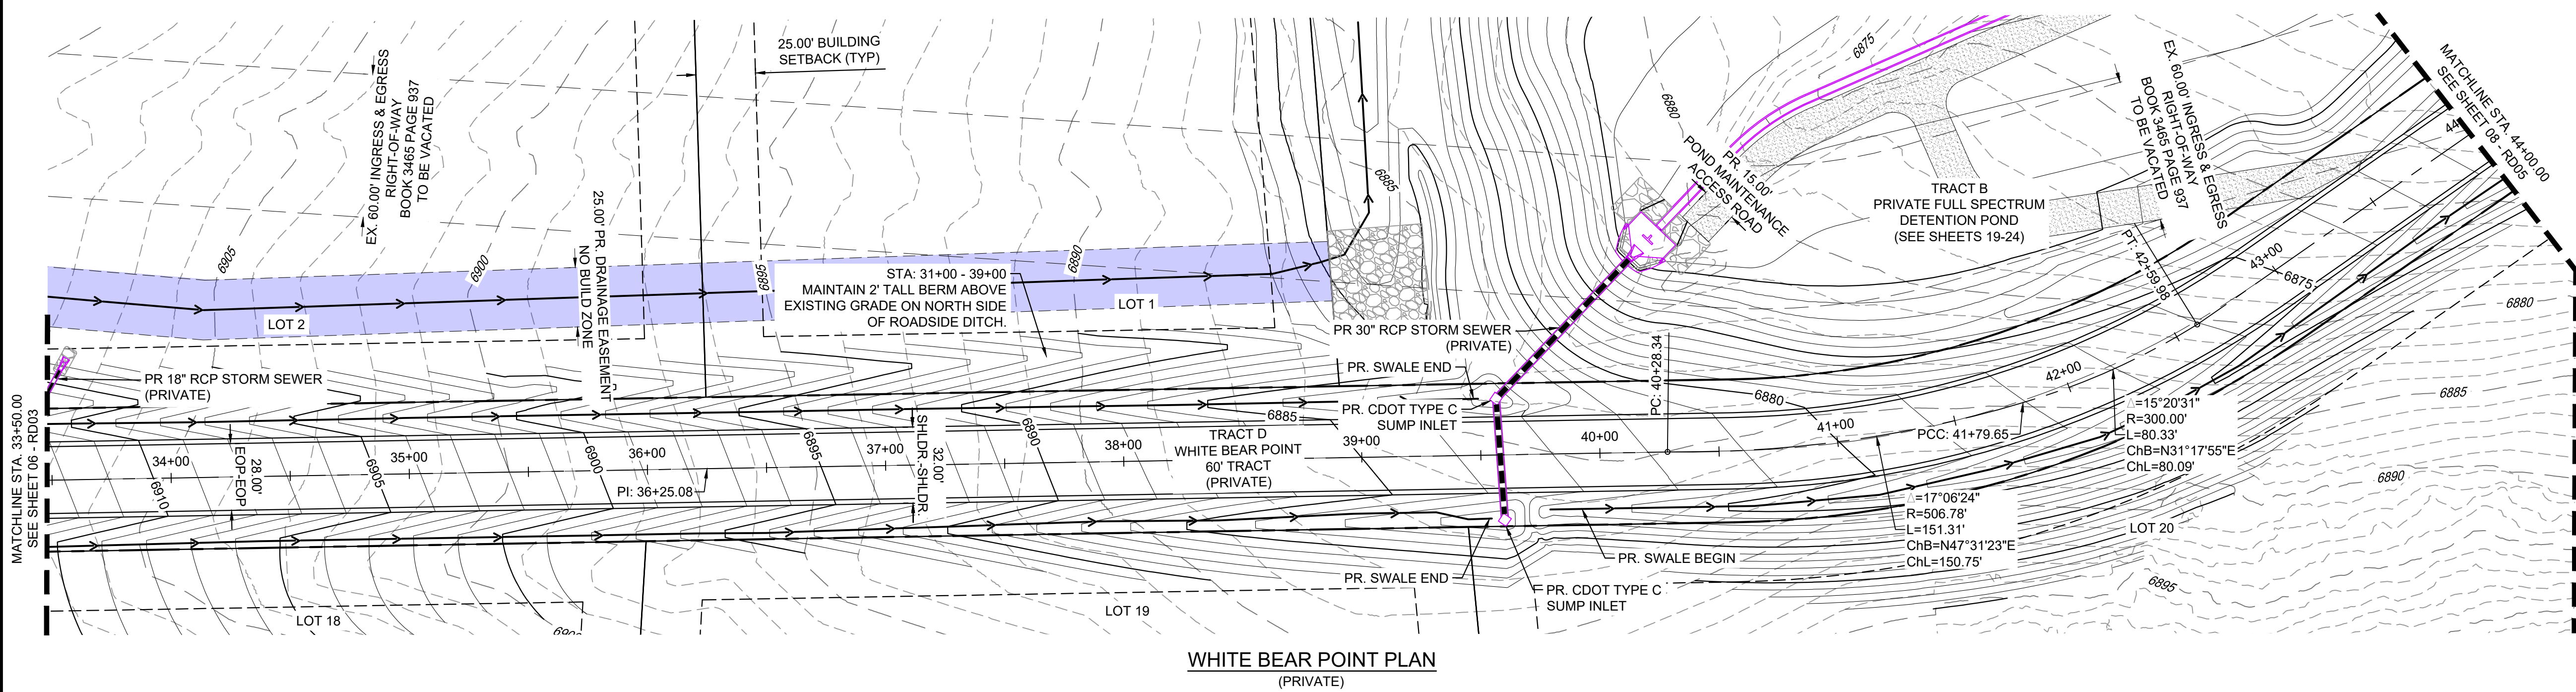 MATCHLINE STA. 33+50.00
SEE SHEET 06 - RD03
EX. 60.00' INGRESS & EGRESS
RIGHT-OF-WAY
BOOK 3465 PAGE 937
TO BE VACATED
25.00' BUILDING
SETBACK (TYP)
6905
6900
6895
6890
6885
6880
6875
25.00' PR. DRAINAGE EASEMENT
NO BUILD ZONE
STA: 31+00 - 39+00
MAINTAIN 2' TALL BERM ABOVE
EXISTING GRADE ON NORTH SIDE
OF ROADSIDE DITCH.
LOT 2
LOT 1
PR. 15.00'
POND MAINTENANCE
ACCESS ROAD
TRACT B
PRIVATE FULL SPECTRUM
DETENTION POND
(SEE SHEETS 19-24)
EX. 60.00' INGRESS & EGRESS
RIGHT-OF-WAY
BOOK 3465 PAGE 937
TO BE VACATED
MATCHLINE STA. 44+00.00
SEE SHEET 08 - RD05
44
PT: 42+59.98
43+00
6875
6880
6885
6890
6895
PR 18" RCP STORM SEWER
(PRIVATE)
PR 30" RCP STORM SEWER
(PRIVATE)
PR. SWALE END
PR. CDOT TYPE C
SUMP INLET
PC: 40+28.34
6880
42+00
41+00
PCC: 41+79.65
△=15°20'31"
R=300.00'
L=80.33'
ChB=N31°17'55"E
ChL=80.09'
△=17°06'24"
R=506.78'
L=151.31'
ChB=N47°31'23"E
ChL=150.75'
34+00
35+00
36+00
37+00
38+00
39+00
40+00
28.00'
EOP-EOP
32.00'
SHLDR.-SHLDR.
PI: 36+25.08
6910
6905
6900
6895
6890
6885
TRACT D
WHITE BEAR POINT
60' TRACT
(PRIVATE)
PR. SWALE END
PR. SWALE BEGIN
PR. CDOT TYPE C
SUMP INLET
LOT 18
LOT 19
LOT 20
WHITE BEAR POINT PLAN
(PRIVATE)